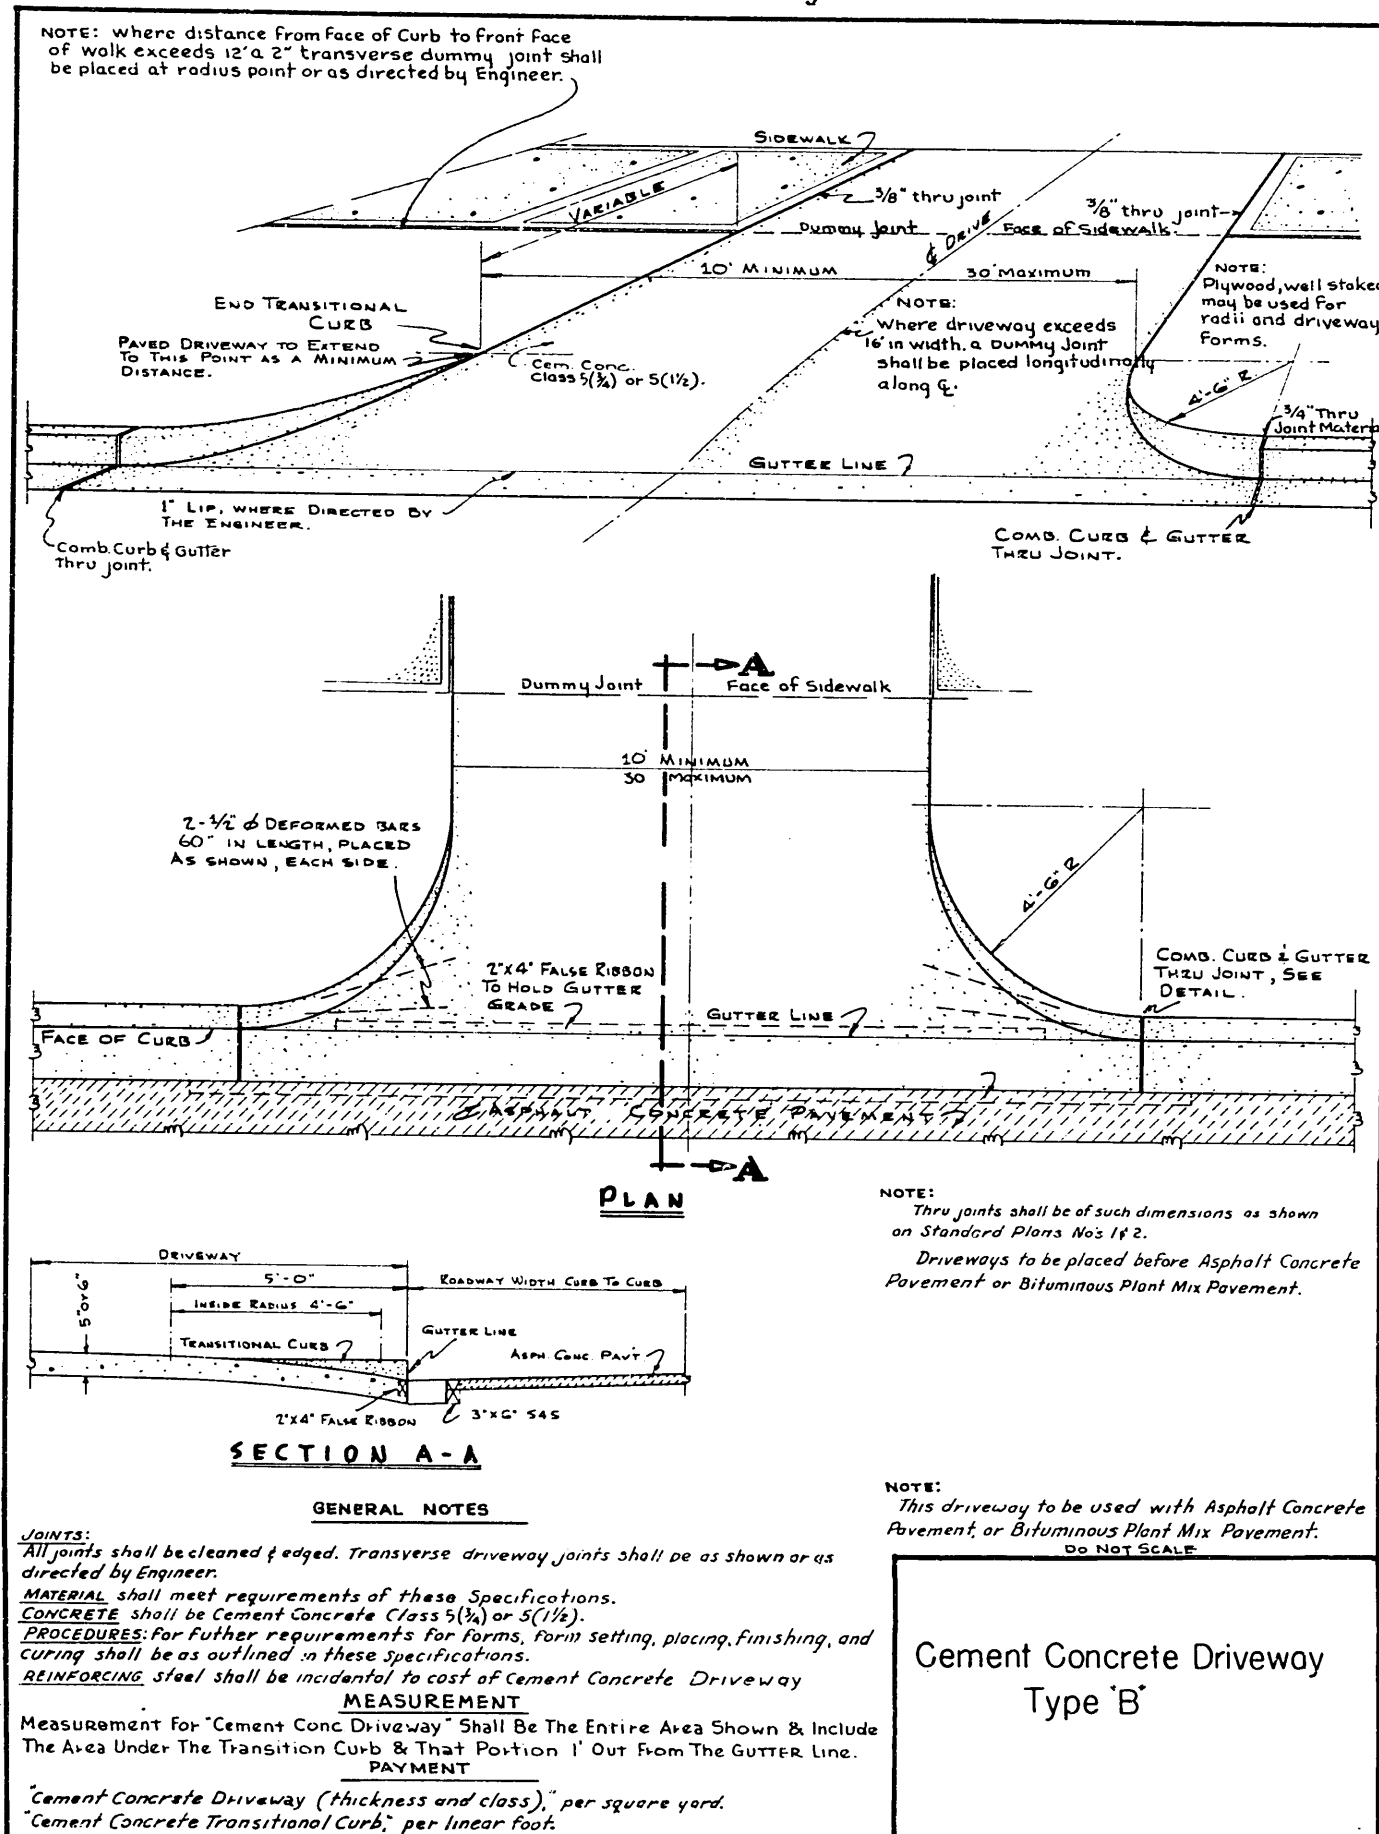 NOTE: Where distance from Face of Curb to front face
of walk exceeds 12' a 2" transverse dummy joint shall
be placed at radius point or as directed by Engineer.
SIDEWALK
VARIABLE
3/8" thru joint
3/8" thru joint
Dummy Joint
Face of Sidewalk
℄ DRIVE
10' MINIMUM
30' Maximum
END TRANSITIONAL
CURB
PAVED DRIVEWAY TO EXTEND
TO THIS POINT AS A MINIMUM
DISTANCE.
Cem. Conc.
Class 5(3/4) or 5(1 1/2).
NOTE:
Where driveway exceeds
16' in width, a DUMMY Joint
shall be placed longitudinally
along ℄.
NOTE:
Plywood, well staked
may be used for
radii and driveway
Forms.
4'-6" R.
3/4" Thru
Joint Materi
GUTTER LINE
1" LIP, WHERE DIRECTED BY
THE ENGINEER.
Comb. Curb & Gutter
Thru joint.
COMB. CURB & GUTTER
THRU JOINT.
A
Dummy Joint
Face of Sidewalk
10' MINIMUM
30 MAXIMUM
2-1/2" ϕ DEFORMED BARS
60" IN LENGTH, PLACED
AS SHOWN, EACH SIDE.
4'-6" R
2"X4" FALSE RIBBON
TO HOLD GUTTER
GRADE
COMB. CURB & GUTTER
THRU JOINT, SEE
DETAIL.
GUTTER LINE
FACE OF CURB
ASPHALT CONCRETE PAVEMENT
A
PLAN
NOTE:
Thru joints shall be of such dimensions as shown
on Standard Plans No's 1 & 2.
Driveways to be placed before Asphalt Concrete
Pavement or Bituminous Plant Mix Pavement.
DRIVEWAY
5'-0"
ROADWAY WIDTH CURB TO CURB
5" or 6"
INSIDE RADIUS 4'-6"
TRANSITIONAL CURB
GUTTER LINE
ASPH. CONC. PAV'T
2"X4" FALSE RIBBON
3"X6" S4S
SECTION A-A
NOTE:
This driveway to be used with Asphalt Concrete
Pavement, or Bituminous Plant Mix Pavement.
DO NOT SCALE
GENERAL NOTES
JOINTS:
All joints shall be cleaned & edged. Transverse driveway joints shall be as shown or as
directed by Engineer.
MATERIAL shall meet requirements of these Specifications.
CONCRETE shall be Cement Concrete Class 5(3/4) or 5(1 1/2).
PROCEDURES: For futher requirements for forms, form setting, placing, finishing, and
curing shall be as outlined in these specifications.
REINFORCING steel shall be incidental to cost of Cement Concrete Driveway
MEASUREMENT
Measurement For "Cement Conc Driveway" Shall Be The Entire Area Shown & Include
The Area Under The Transition Curb & That Portion 1' Out From The GUTTER Line.
PAYMENT
"Cement Concrete Driveway (thickness and class)," per square yard.
"Cement Concrete Transitional Curb," per linear foot.
Cement Concrete Driveway
Type "B"